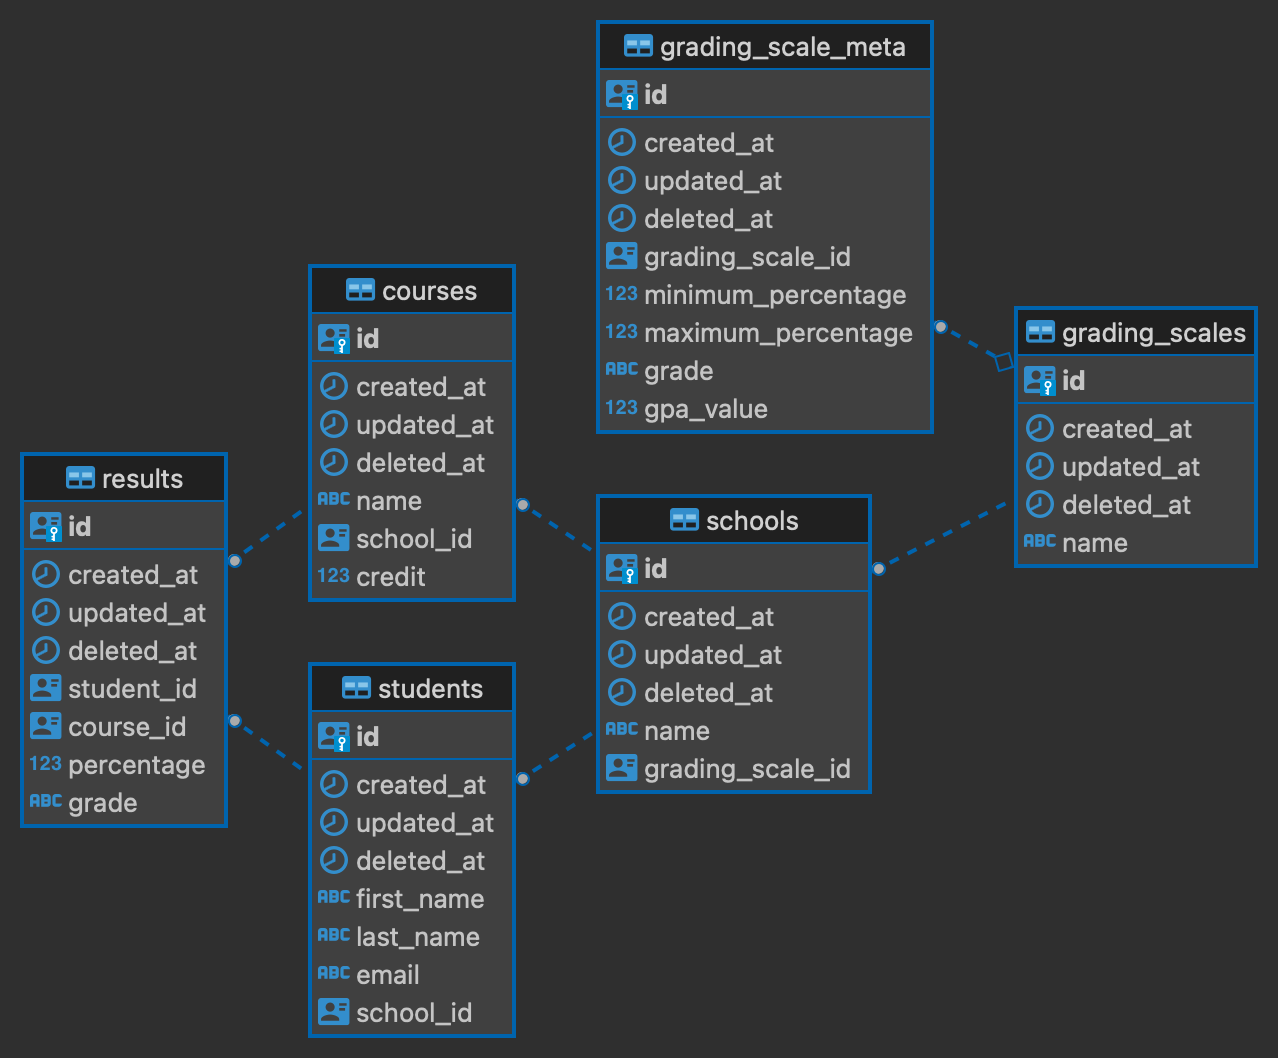 grading_scale_meta
id
created_at
updated_at
deleted_at
grading_scale_id
123 minimum_percentage
123 maximum_percentage
ABC grade
123 gpa_value
courses
id
created_at
updated_at
deleted_at
ABC name
school_id
123 credit
grading_scales
id
created_at
updated_at
deleted_at
ABC name
results
id
created_at
updated_at
deleted_at
student_id
course_id
123 percentage
ABC grade
schools
id
created_at
updated_at
deleted_at
ABC name
grading_scale_id
students
id
created_at
updated_at
deleted_at
ABC first_name
ABC last_name
ABC email
school_id